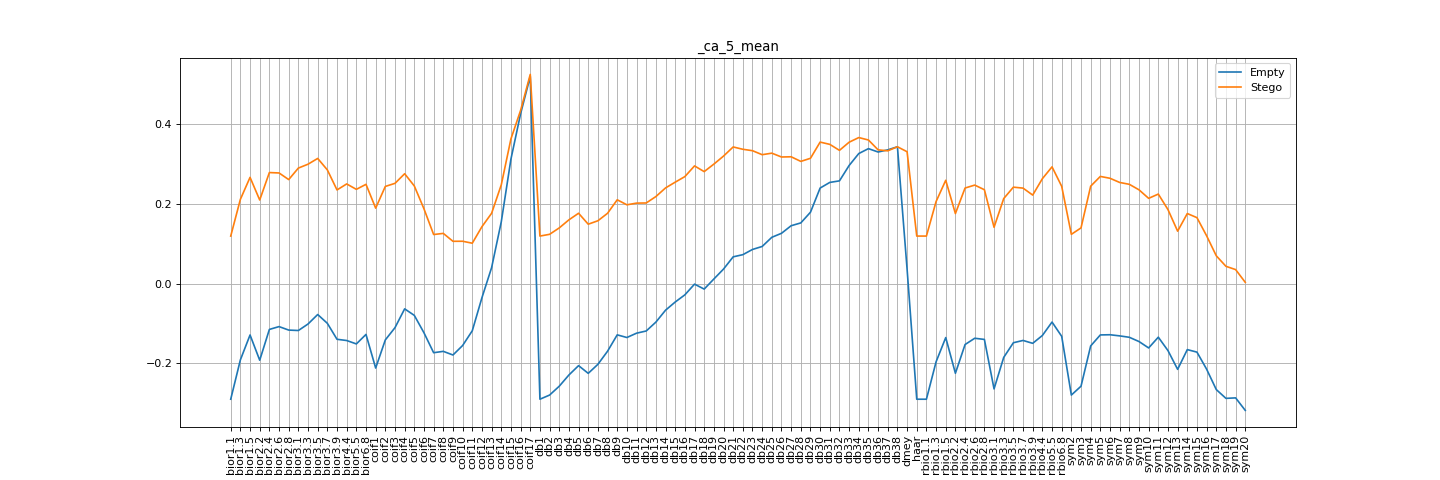 _ca_5_mean
Empty
Stego
0.4
0.2
0.0
−0.2
bior1.1
bior1.3
bior1.5
bior2.2
bior2.4
bior2.6
bior2.8
bior3.1
bior3.3
bior3.5
bior3.7
bior3.9
bior4.4
bior5.5
bior6.8
coif1
coif2
coif3
coif4
coif5
coif6
coif7
coif8
coif9
coif10
coif11
coif12
coif13
coif14
coif15
coif16
coif17
db1
db2
db3
db4
db5
db6
db7
db8
db9
db10
db11
db12
db13
db14
db15
db16
db17
db18
db19
db20
db21
db22
db23
db24
db25
db26
db27
db28
db29
db30
db31
db32
db33
db34
db35
db36
db37
db38
dmey
haar
rbio1.1
rbio1.3
rbio1.5
rbio2.2
rbio2.4
rbio2.6
rbio2.8
rbio3.1
rbio3.3
rbio3.5
rbio3.7
rbio3.9
rbio4.4
rbio5.5
rbio6.8
sym2
sym3
sym4
sym5
sym6
sym7
sym8
sym9
sym10
sym11
sym12
sym13
sym14
sym15
sym16
sym17
sym18
sym19
sym20